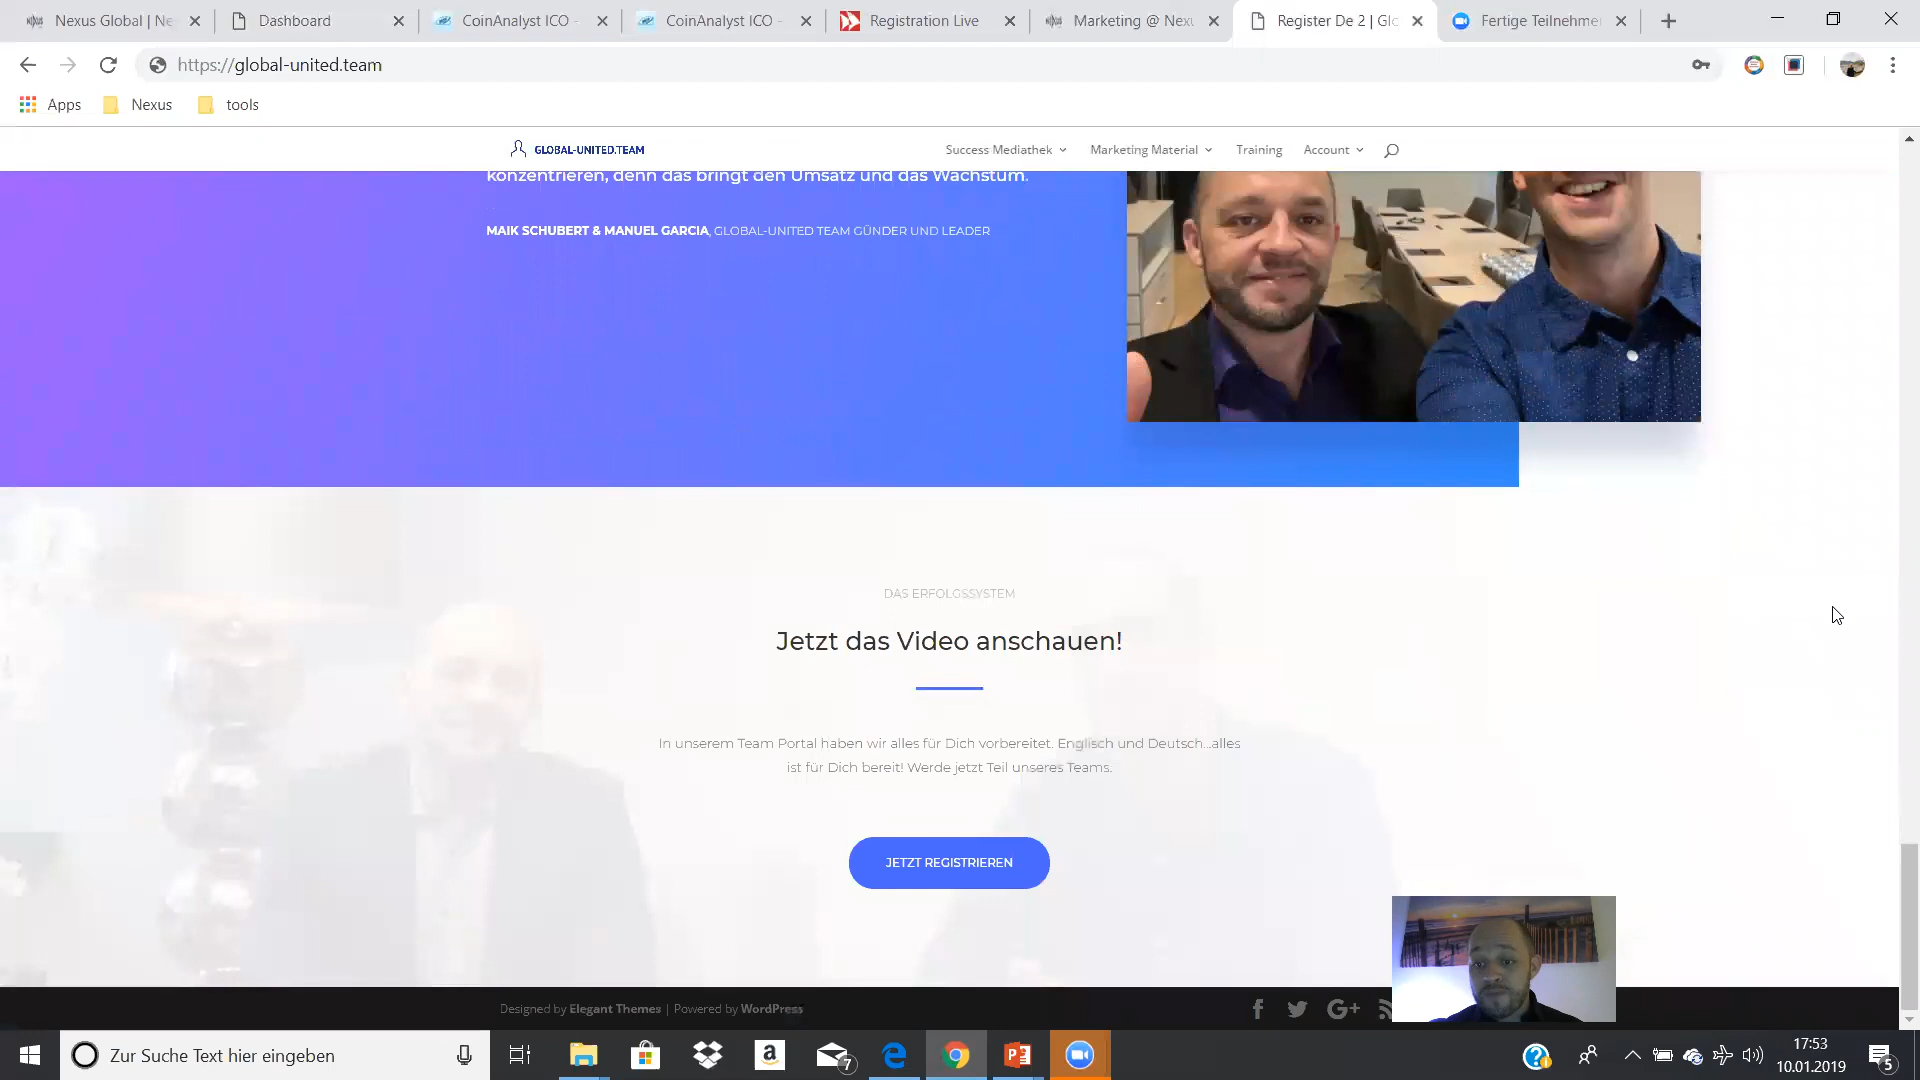 Nexus Global | Ne
Dashboard
CoinAnalyst ICO -
CoinAnalyst ICO -
Registration Live
Marketing @ Nexu
Register De 2 | Glo
Fertige Teilnehmer
https://global-united.team
Apps
Nexus
tools
GLOBAL-UNITED.TEAM
Success Mediathek
Marketing Material
Training
Account
konzentrieren, denn das bringt den Umsatz und das Wachstum.
MAIK SCHUBERT & MANUEL GARCIA, GLOBAL-UNITED TEAM GÜNDER UND LEADER
DAS ERFOLGSSYSTEM
Jetzt das Video anschauen!
In unserem Team Portal haben wir alles für Dich vorbereitet. Englisch und Deutsch...alles
ist für Dich bereit! Werde jetzt Teil unseres Teams.
JETZT REGISTRIEREN
Designed by Elegant Themes | Powered by WordPress
Zur Suche Text hier eingeben
7
17:53
10.01.2019
5